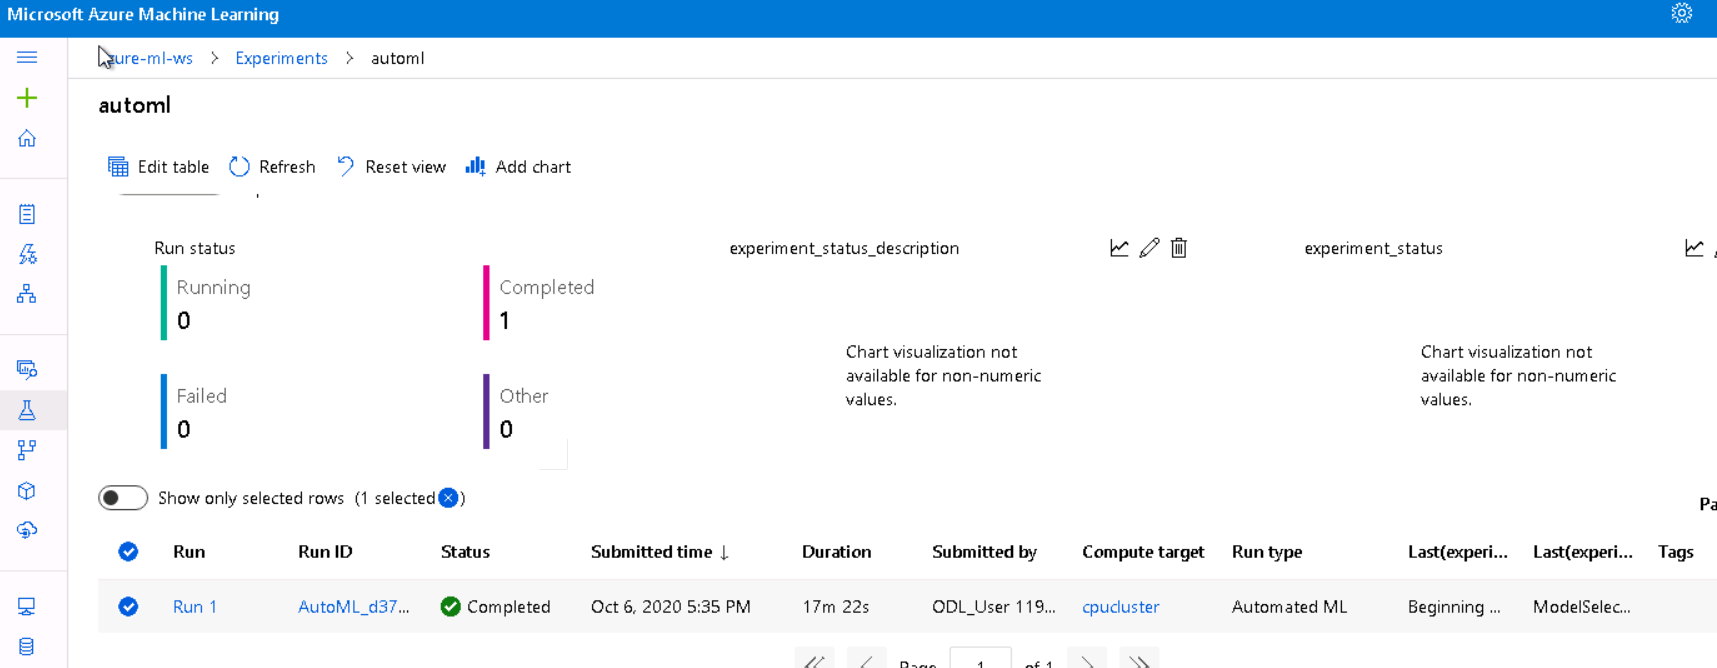 Microsoft Azure Machine Learning
ure-ml-ws > Experiments > automl
automl
Edit table Refresh Reset view Add chart
Run status experiment_status_description experiment_status
Running Completed
0 1
Chart visualization not available for non-numeric values.
Chart visualization not available for non-numeric values.
Failed Other
0 0
Show only selected rows (1 selected )
Run Run ID Status Submitted time ↓ Duration Submitted by Compute target Run type Last(experi... Last(experi... Tags
Run 1 AutoML_d37... Completed Oct 6, 2020 5:35 PM 17m 22s ODL_User 119... cpucluster Automated ML Beginning ... ModelSelec...
Page 1 of 1